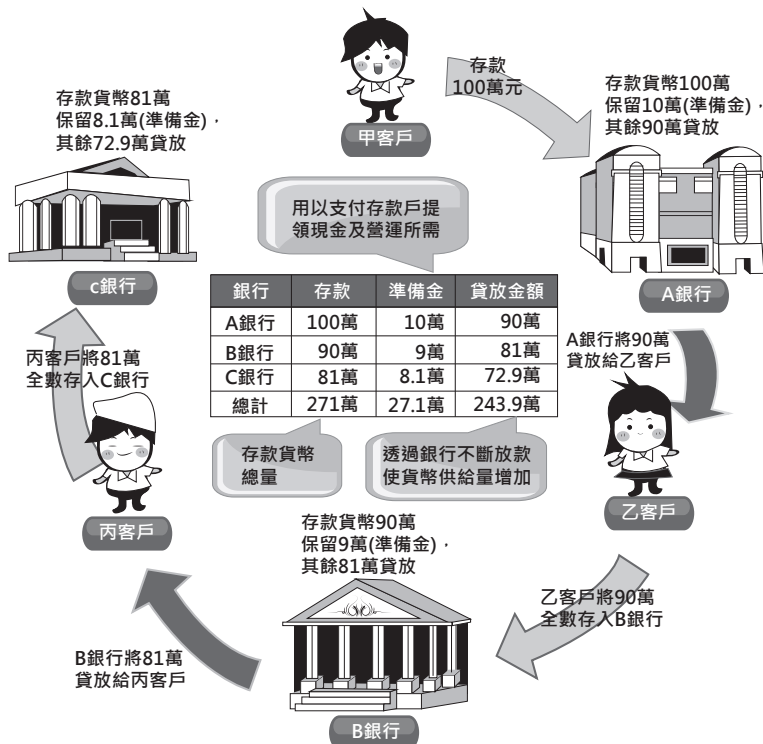 存款
100萬元
甲客戶
存款貨幣100萬
保留10萬(準備金)，
其餘90萬貸放
A銀行
存款貨幣81萬
保留8.1萬(準備金)，
其餘72.9萬貸放
c銀行
用以支付存款戶提
領現金及營運所需
銀行 存款 準備金 貸放金額
A銀行 100萬 10萬 90萬
B銀行 90萬 9萬 81萬
C銀行 81萬 8.1萬 72.9萬
總計 271萬 27.1萬 243.9萬
存款貨幣
總量
透過銀行不斷放款
使貨幣供給量增加
A銀行將90萬
貸放給乙客戶
乙客戶
乙客戶將90萬
全數存入B銀行
存款貨幣90萬
保留9萬(準備金)，
其餘81萬貸放
B銀行
B銀行將81萬
貸放給丙客戶
丙客戶
丙客戶將81萬
全數存入C銀行